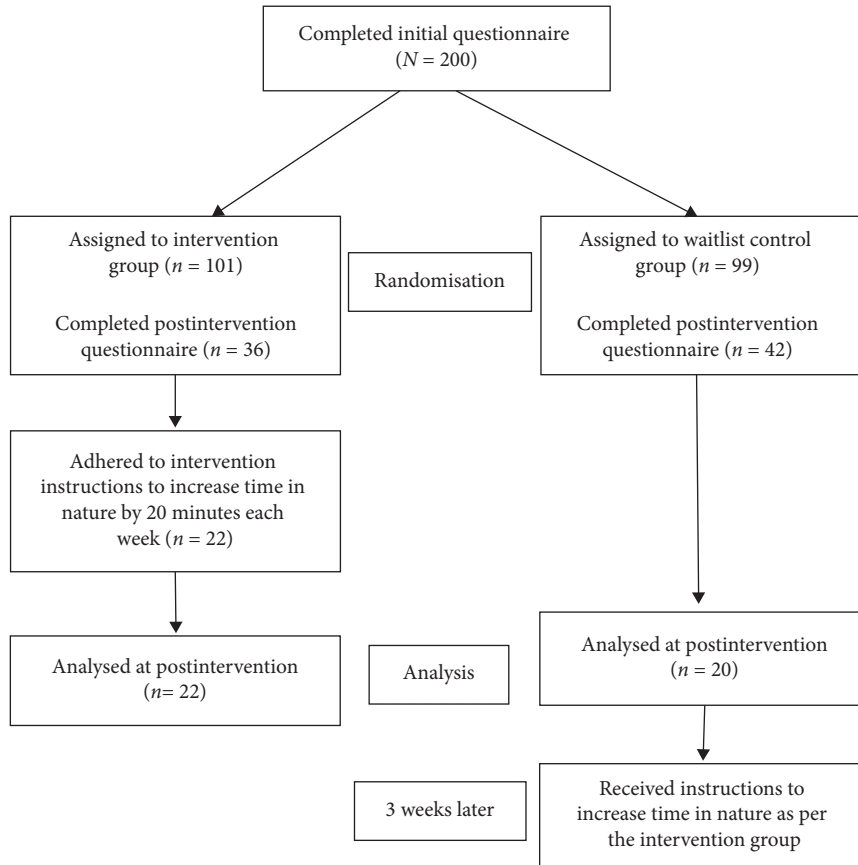 Completed initial questionnaire
(N = 200)
Assigned to intervention
group (n = 101)
Completed postintervention
questionnaire (n = 36)
Randomisation
Assigned to waitlist control
group (n = 99)
Completed postintervention
questionnaire (n = 42)
Adhered to intervention
instructions to increase time in
nature by 20 minutes each
week (n = 22)
Analysed at postintervention
(n= 22)
Analysis
Analysed at postintervention
(n = 20)
3 weeks later
Received instructions to
increase time in nature as per
the intervention group